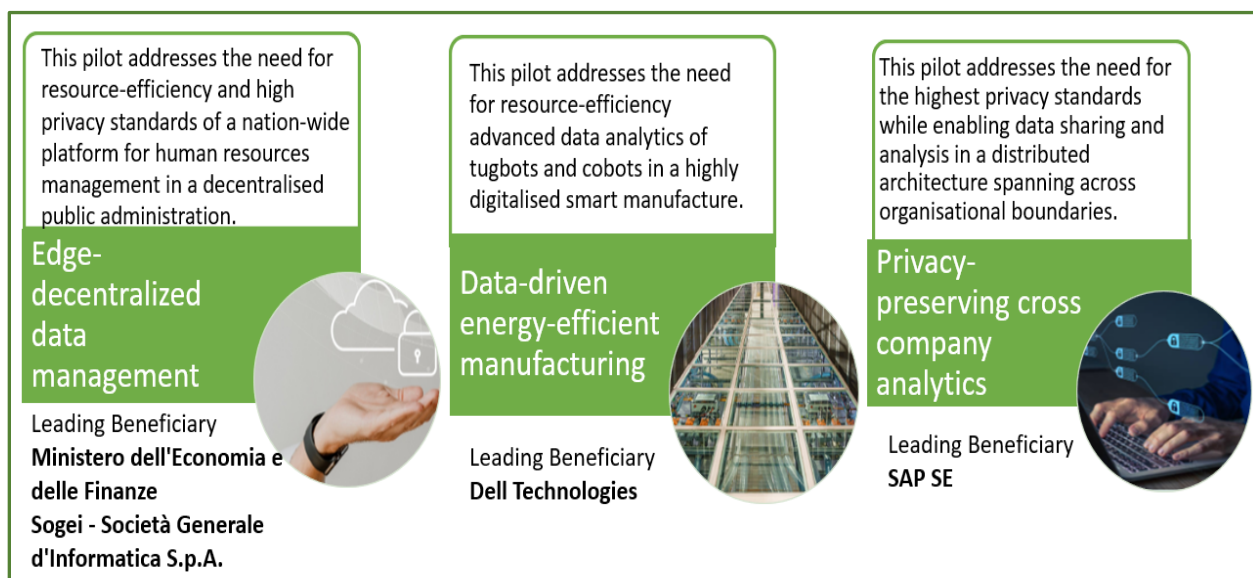 This pilot addresses the need for
resource-efficiency and high
privacy standards of a nation-wide
platform for human resources
management in a decentralised
public administration.
Edge-
decentralized
data
management
Leading Beneficiary
Ministero dell'Economia e
delle Finanze
Sogei - Società Generale
d'Informatica S.p.A.
This pilot addresses the need
for resource-efficiency
advanced data analytics of
tugbots and cobots in a highly
digitalised smart manufacture.
Data-driven
energy-efficient
manufacturing
Leading Beneficiary
Dell Technologies
This pilot addresses the need for
the highest privacy standards
while enabling data sharing and
analysis in a distributed
architecture spanning across
organisational boundaries.
Privacy-
preserving cross
company
analytics
Leading Beneficiary
SAP SE